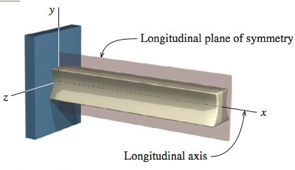 y
Longitudinal plane of symmetry
z
x
Longitudinal axis